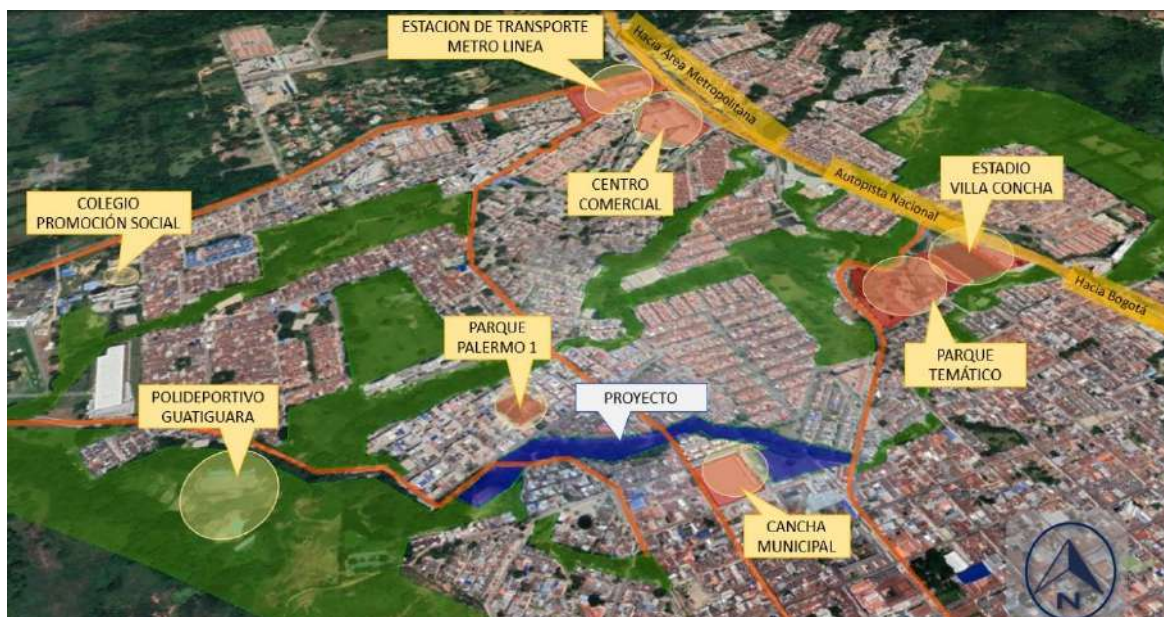 ESTACION DE TRANSPORTE
METRO LINEA
Hacia Área Metropolitana
CENTRO
COMERCIAL
Autopista Nacional
ESTADIO
VILLA CONCHA
COLEGIO
PROMOCIÓN SOCIAL
Hacia Bogotá
PARQUE
PALERMO 1
PROYECTO
PARQUE
TEMÁTICO
POLIDEPORTIVO
GUATIGUARA
CANCHA
MUNICIPAL
N